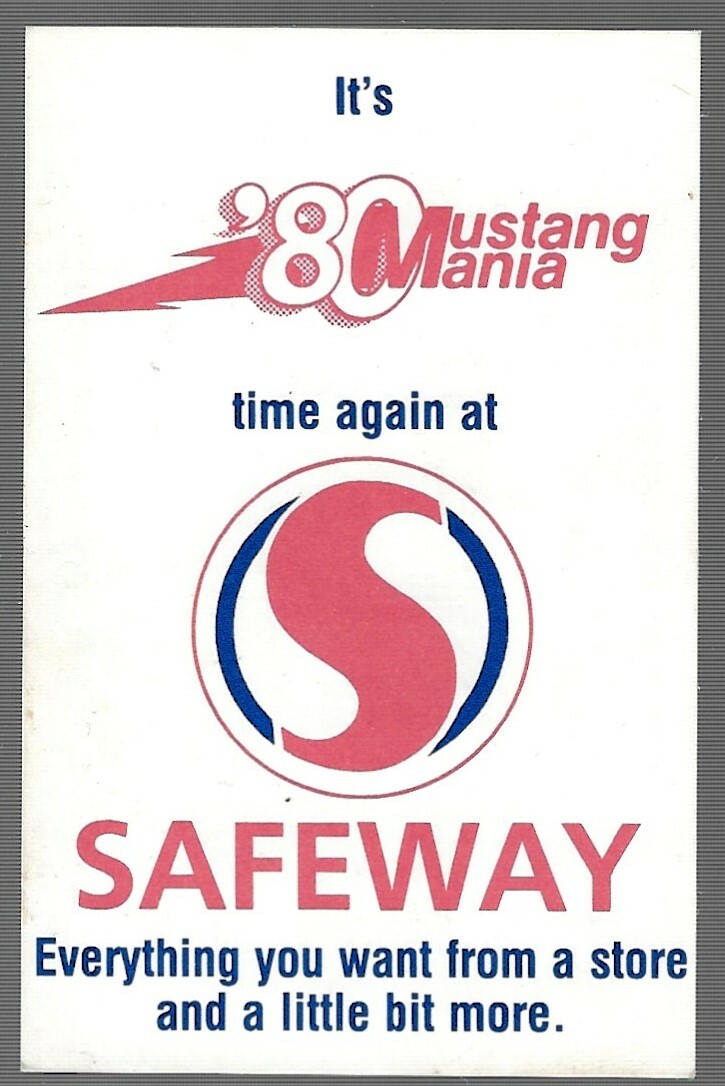 It's
'80 Mustang
Mania
time again at
S
SAFEWAY
Everything you want from a store
and a little bit more.